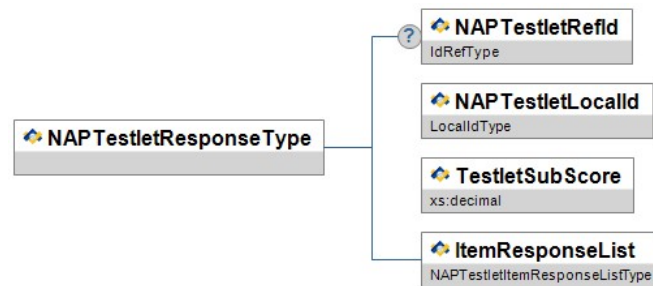 ?
NAPTestletRefId
IdRefType
NAPTestletLocalId
LocalIdType
NAPTestletResponseType
TestletSubScore
xs:decimal
ItemResponseList
NAPTestletItemResponseListType